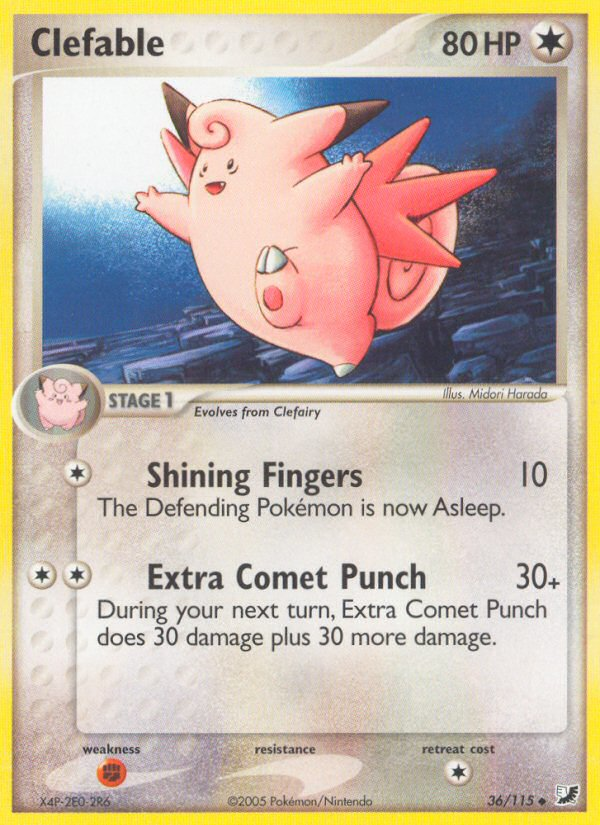 Clefable 80 HP
Illus. Midori Harada
STAGE 1
Evolves from Clefairy
Shining Fingers 10
The Defending Pokémon is now Asleep.
Extra Comet Punch 30+
During your next turn, Extra Comet Punch
does 30 damage plus 30 more damage.
weakness resistance retreat cost
X4P-2E0-2R6 ©2005 Pokémon/Nintendo 36/115